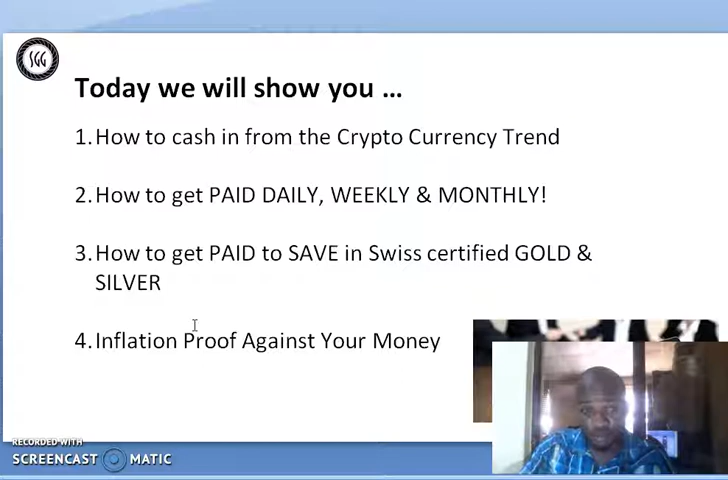 SGG
Today we will show you ...
1. How to cash in from the Crypto Currency Trend
2. How to get PAID DAILY, WEEKLY & MONTHLY!
3. How to get PAID to SAVE in Swiss certified GOLD &
SILVER
4. Inflation Proof Against Your Money
RECORDED WITH
SCREENCAST MATIC